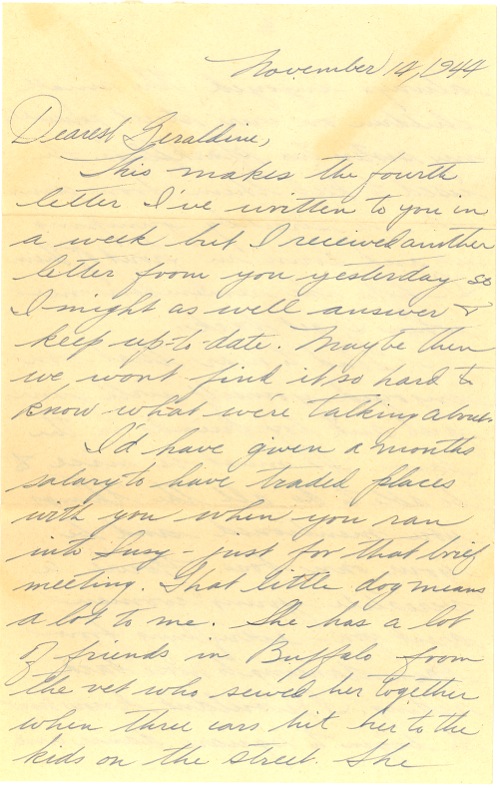 November 14, 1944
Dearest Geraldine,
This makes the fourth
letter I've written to you in
a week but I received another
letter from you yesterday so
I might as well answer &
keep up-to-date. Maybe then
we wont find it so hard to
know what we're talking about.
I'd have given a months
salary to have traded places
with you when you ran
into Susy - just for that brief
meeting. That little dog means
a lot to me. She has a lot
of friends in Buffalo from
the vet who sewed her together
when three cars hit her to the
kids on the street. She